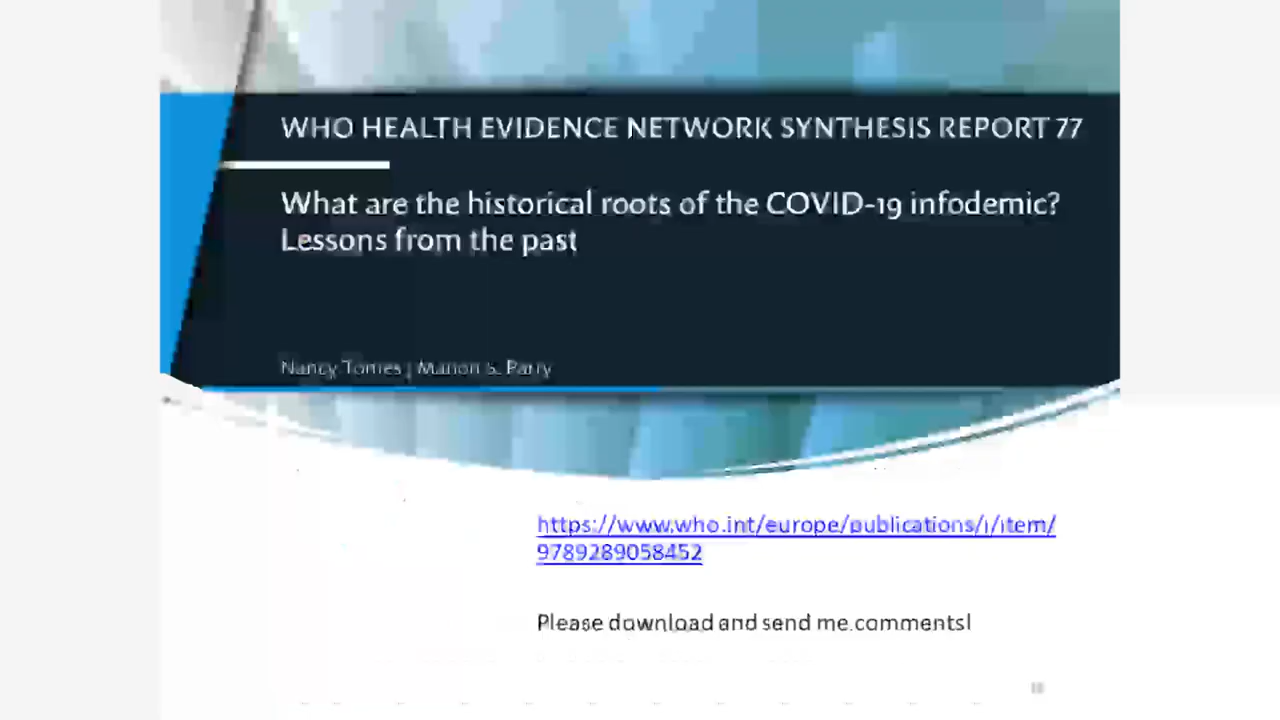 WHO HEALTH EVIDENCE NETWORK SYNTHESIS REPORT 77
What are the historical roots of the COVID-19 infodemic?
Lessons from the past
Nancy Tomes | Manon S. Parry
https://www.who.int/europe/publications/i/item/
9789289058452
Please download and send me comments!